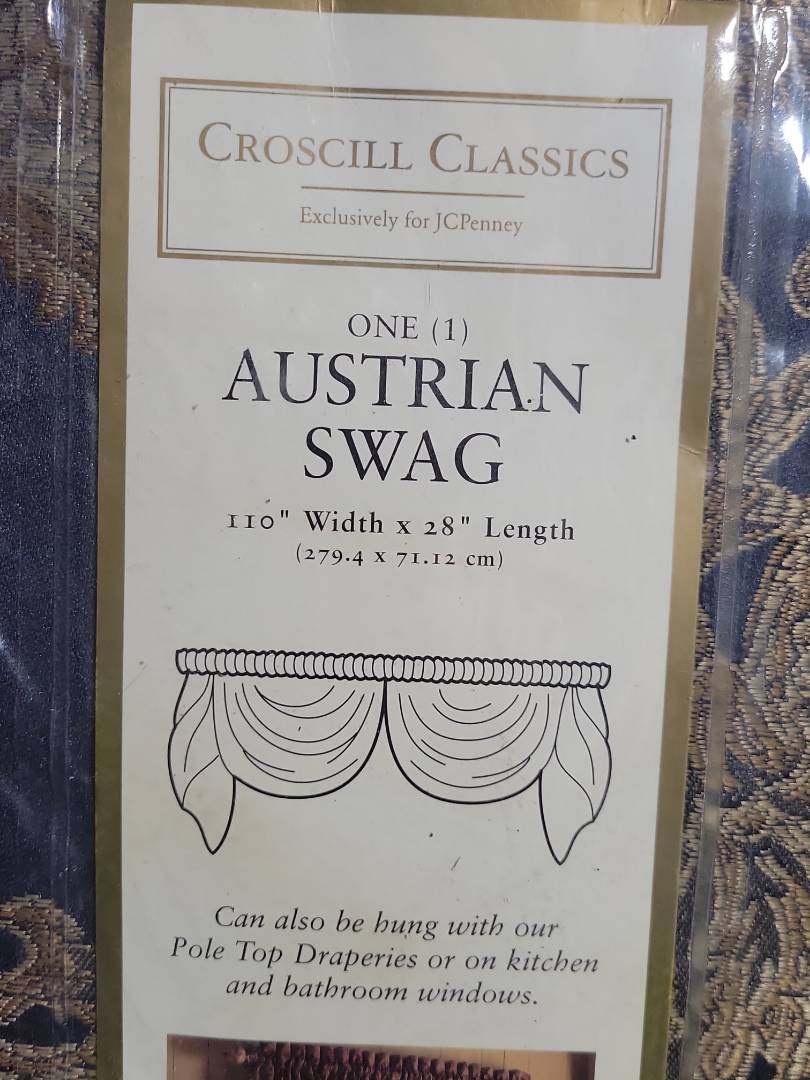 CROSCILL CLASSICS
Exclusively for JCPenney
ONE (1)
AUSTRIAN
SWAG
110" Width x 28" Length
(279.4 x 71.12 cm)
Can also be hung with our
Pole Top Draperies or on kitchen
and bathroom windows.